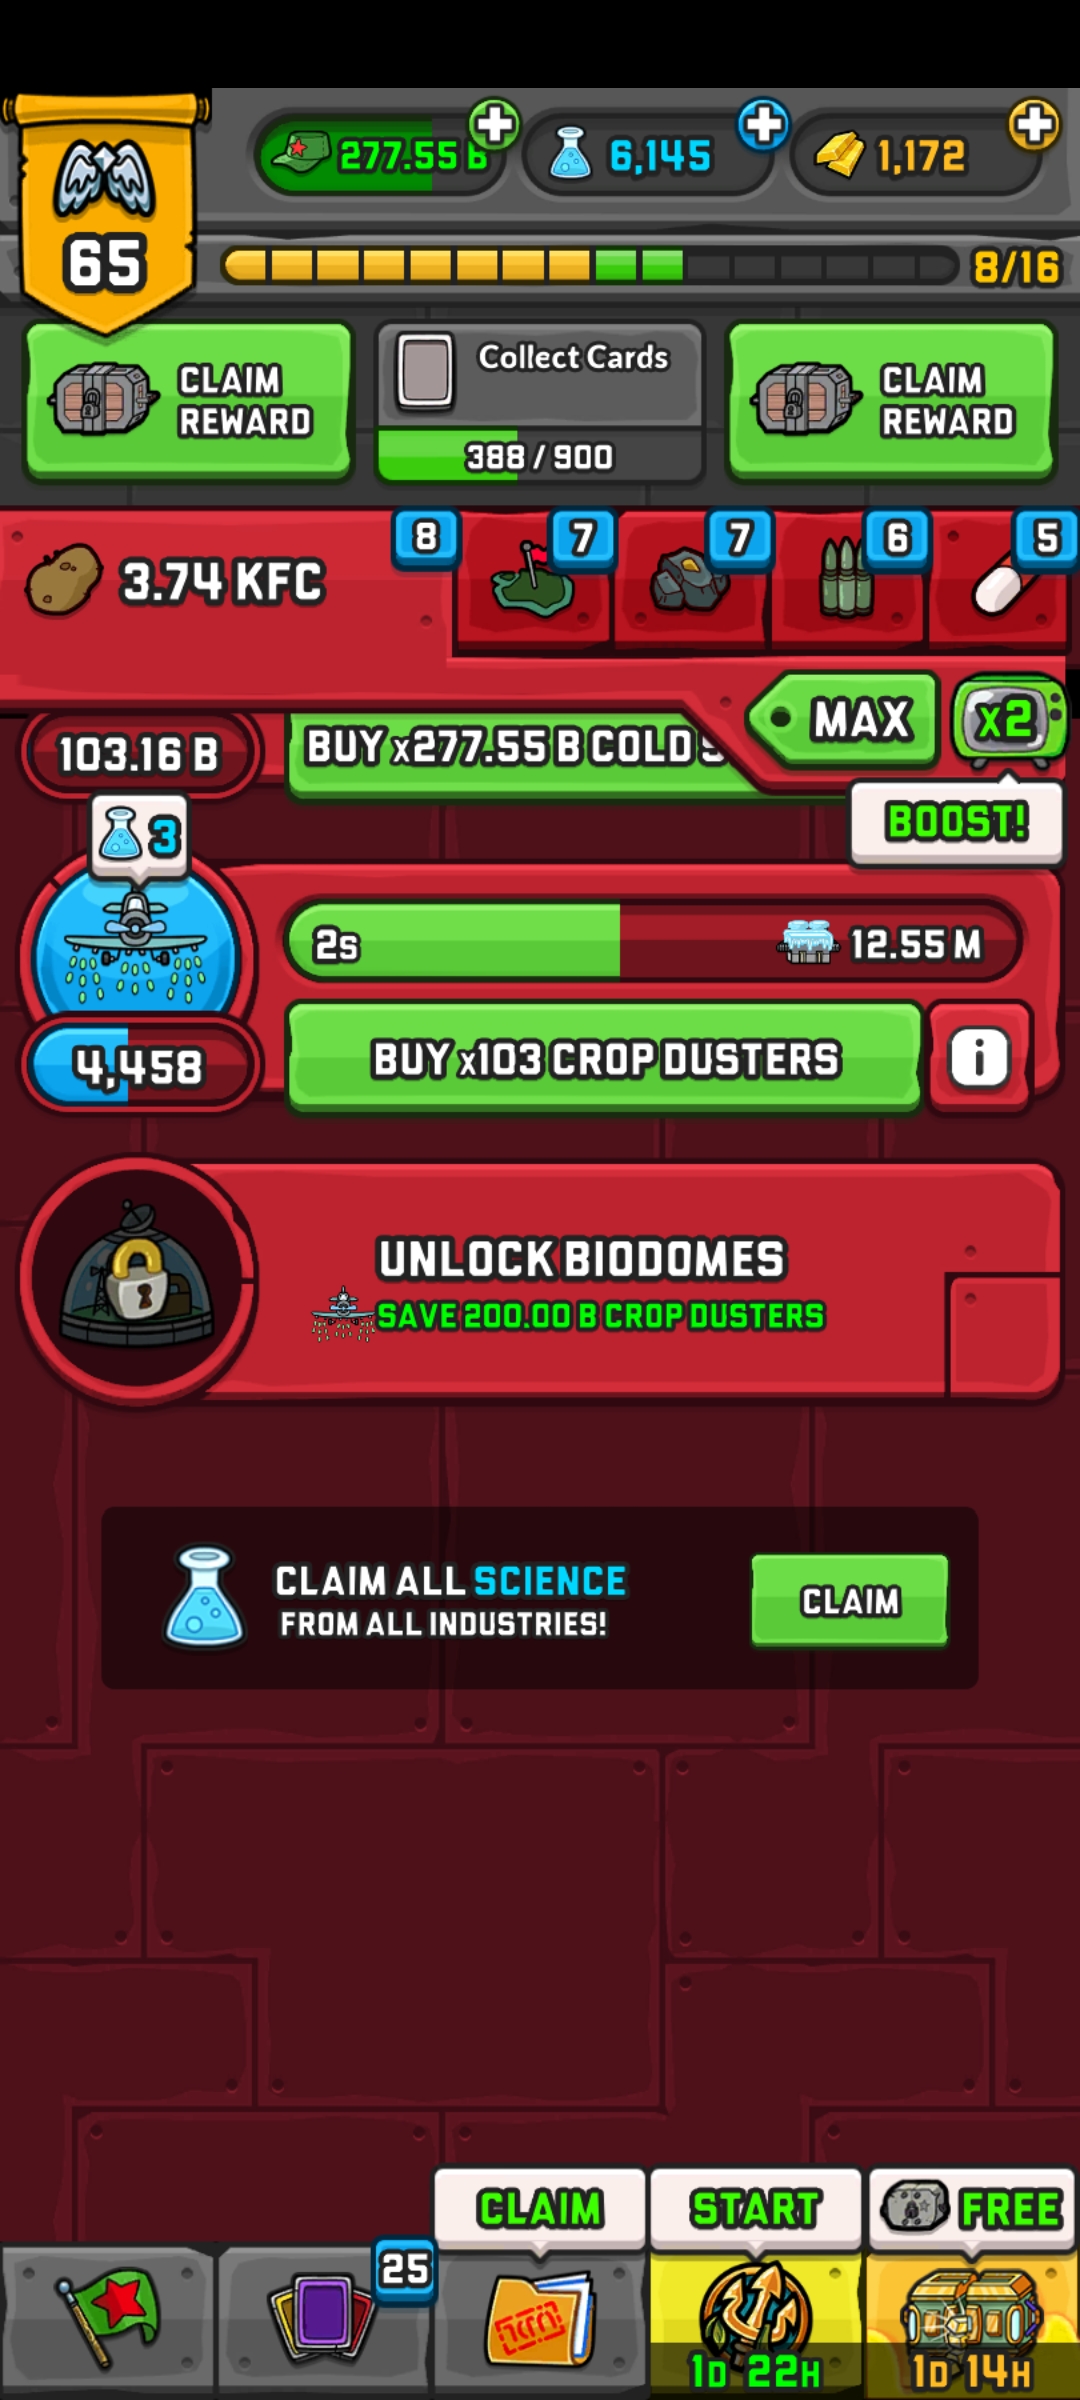 277.55 B
6,145
1,172
65
8/16
CLAIM
REWARD
Collect Cards
388 / 900
CLAIM
REWARD
3.74 KFC
8
7
7
6
5
MAX
x2
103.16 B
BUY x277.55 B COLD
BOOST!
3
2s
12.55 M
4,458
BUY x103 CROP DUSTERS
i
UNLOCK BIODOMES
SAVE 200.00 B CROP DUSTERS
CLAIM ALL SCIENCE
FROM ALL INDUSTRIES!
CLAIM
CLAIM
START
FREE
25
1D 22H
1D 14H